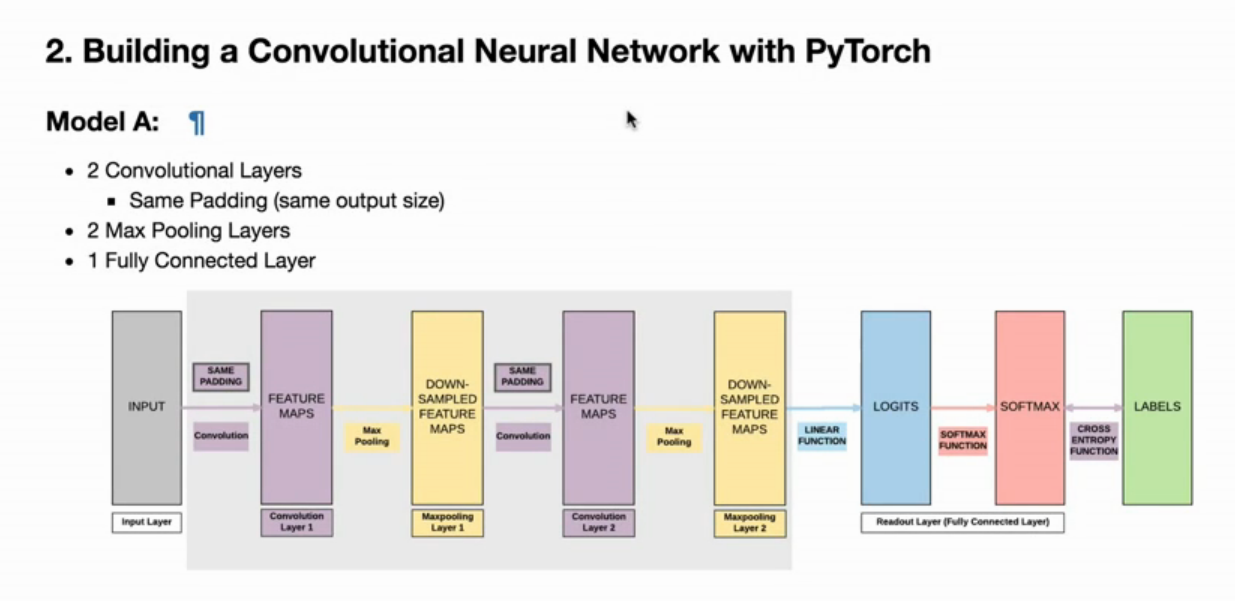 2. Building a Convolutional Neural Network with PyTorch
Model A: ¶
• 2 Convolutional Layers
▪ Same Padding (same output size)
• 2 Max Pooling Layers
• 1 Fully Connected Layer
INPUT
Input Layer
SAME
PADDING
Convolution
FEATURE
MAPS
Convolution
Layer 1
Max
Pooling
DOWN-
SAMPLED
FEATURE
MAPS
Maxpooling
Layer 1
SAME
PADDING
Convolution
FEATURE
MAPS
Convolution
Layer 2
Max
Pooling
DOWN-
SAMPLED
FEATURE
MAPS
Maxpooling
Layer 2
LINEAR
FUNCTION
LOGITS
SOFTMAX
FUNCTION
SOFTMAX
Readout Layer (Fully Connected Layer)
CROSS
ENTROPY
FUNCTION
LABELS